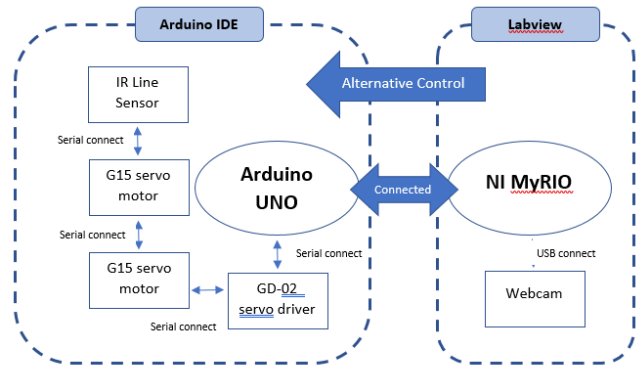 Arduino IDE
Labview
IR Line
Sensor
Alternative Control
Serial connect
G15 servo
motor
Arduino
UNO
Connected
NI MyRIO
Serial connect
Serial connect
USB connect
G15 servo
motor
GD-02
servo driver
Webcam
Serial connect